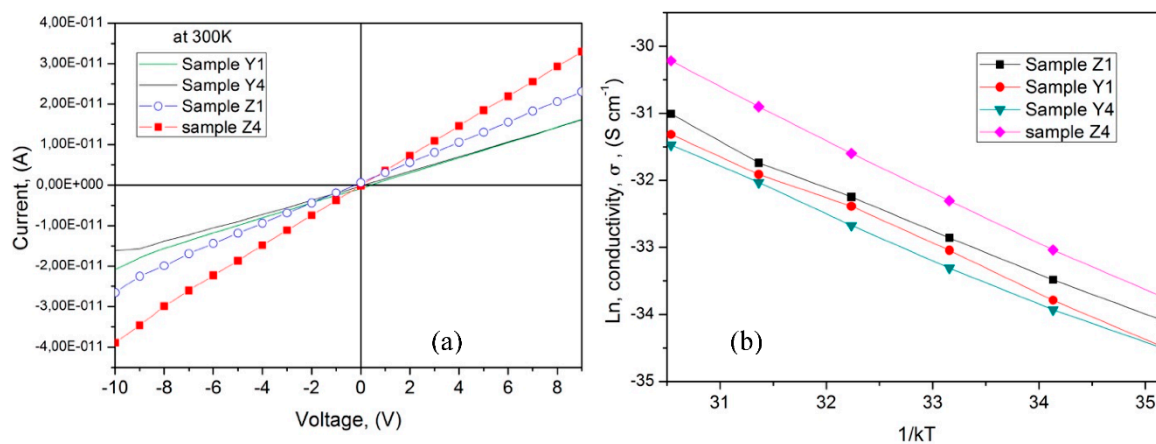 4,00E-011
3,00E-011
2,00E-011
1,00E-011
0,00E+000
-1,00E-011
-2,00E-011
-3,00E-011
-4,00E-011
Current, (A)
-10 -8 -6 -4 -2 0 2 4 6 8
Voltage, (V)
at 300K
Sample Y1
Sample Y4
Sample Z1
sample Z4
(a)
-30
-31
-32
-33
-34
-35
Ln, conductivity, σ , (S cm⁻¹)
31 32 33 34 35
1/kT
Sample Z1
Sample Y1
Sample Y4
sample Z4
(b)